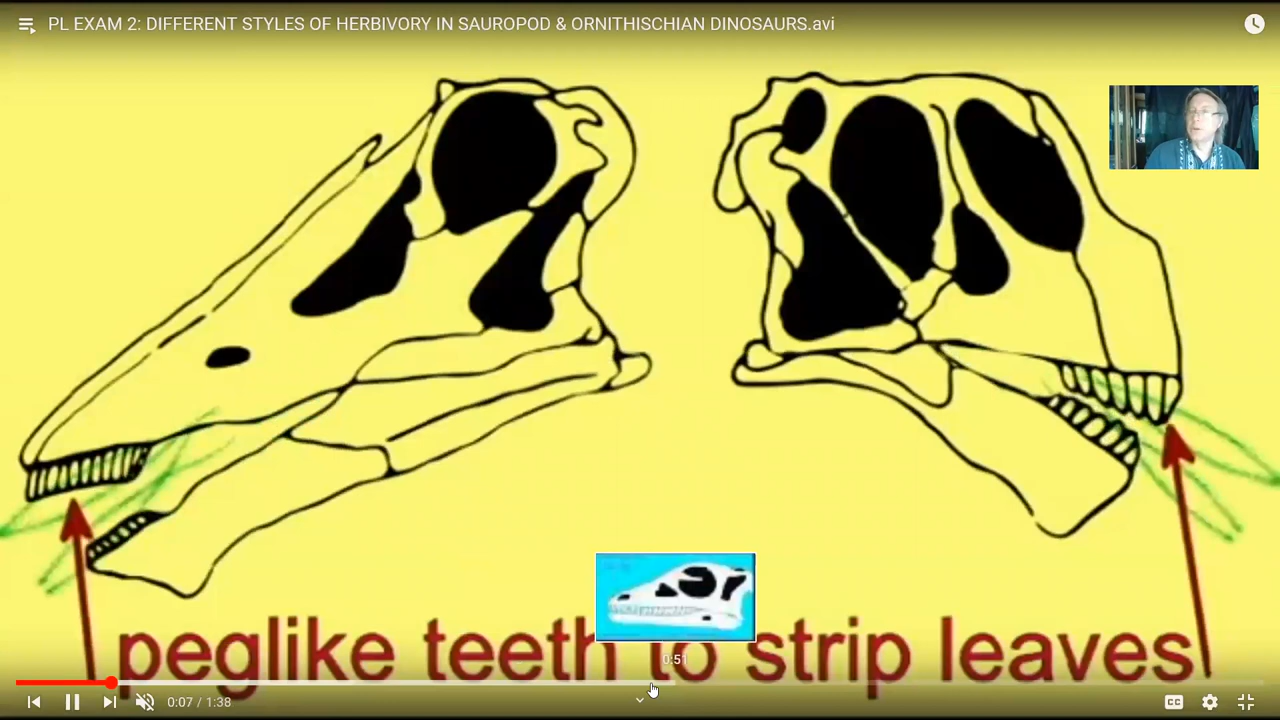 PL EXAM 2: DIFFERENT STYLES OF HERBIVORY IN SAUROPOD & ORNITHISCHIAN DINOSAURS.avi
peglike teeth to strip leaves
0:51
0:07 / 1:38
CC